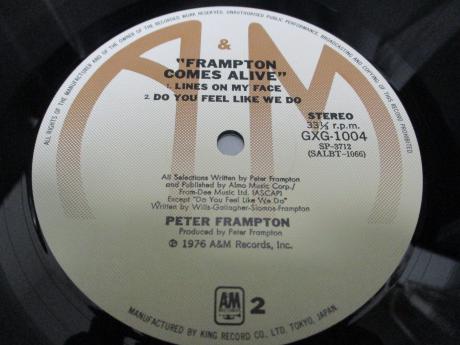 ALL RIGHTS OF THE MANUFACTURER AND OF THE OWNER OF THE RECORDED WORK RESERVED. UNAUTHORISED PUBLIC PERFORMANCE, BROADCASTING AND COPYING OF THIS RECORD PROHIBITED
A & M
"FRAMPTON
COMES ALIVE"
1. LINES ON MY FACE
2. DO YOU FEEL LIKE WE DO
STEREO
33⅓ r.p.m.
GXG-1004
SP-3712
(SALBT-1066)
All Selections Written by Peter Frampton
and Published by Almo Music Corp./
From-Dee Music Ltd. (ASCAP)
Except "Do You Feel Like We Do"
Written by Wills-Gallagher-Siomos-Frampton
PETER FRAMPTON
Produced by Peter Frampton
℗ 1976 A&M Records, Inc.
A&M
RECORDS
2
MANUFACTURED BY KING RECORD CO., LTD. TOKYO, JAPAN